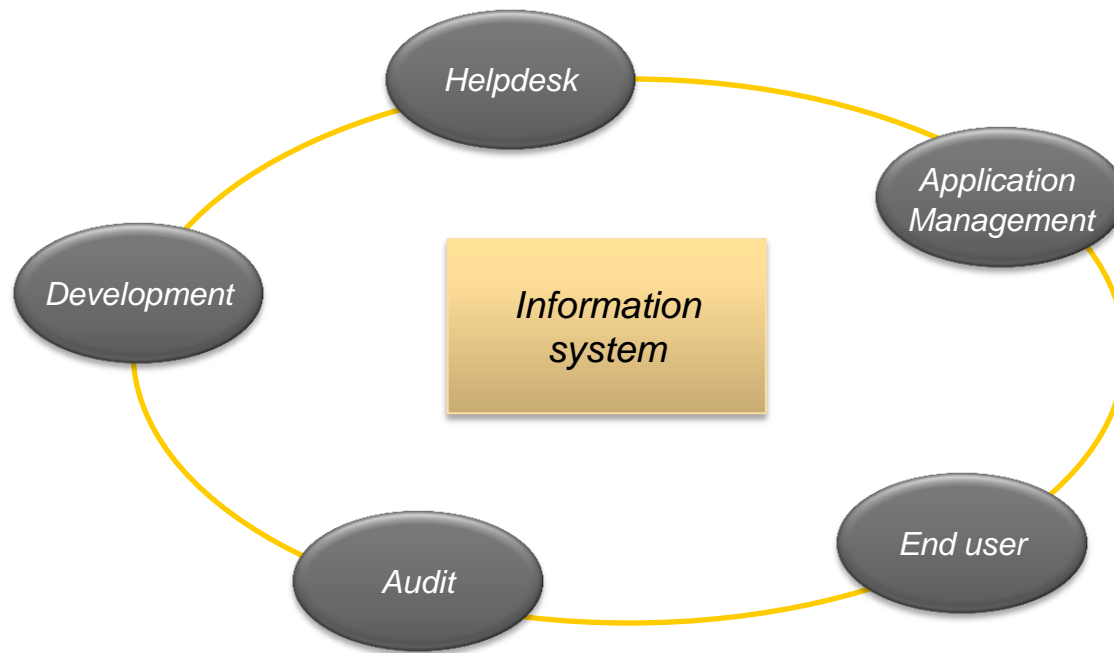 Helpdesk
Application
Management
Development
Information
system
End user
Audit